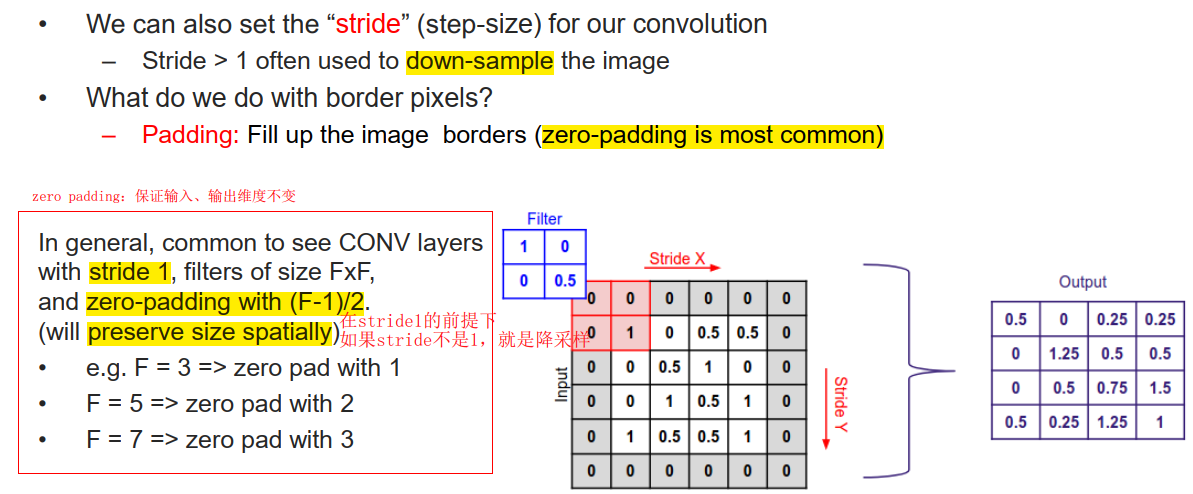 • We can also set the “stride” (step-size) for our convolution
– Stride > 1 often used to down-sample the image
• What do we do with border pixels?
– Padding: Fill up the image borders (zero-padding is most common)
zero padding: 保证输入、输出维度不变
In general, common to see CONV layers
with stride 1, filters of size FxF,
and zero-padding with (F-1)/2.
(will preserve size spatially)
在stride1的前提下
如果stride不是1，就是降采样
• e.g. F = 3 => zero pad with 1
• F = 5 => zero pad with 2
• F = 7 => zero pad with 3
Filter
1 0
0 0.5
Stride X
Input
0 0 0 0 0 0
0 1 0 0.5 0.5 0
0 0 0.5 1 0 0
0 0 1 0.5 1 0
0 1 0.5 0.5 1 0
0 0 0 0 0 0
Stride Y
Output
0.5 0 0.25 0.25
0 1.25 0.5 0.5
0 0.5 0.75 1.5
0.5 0.25 1.25 1